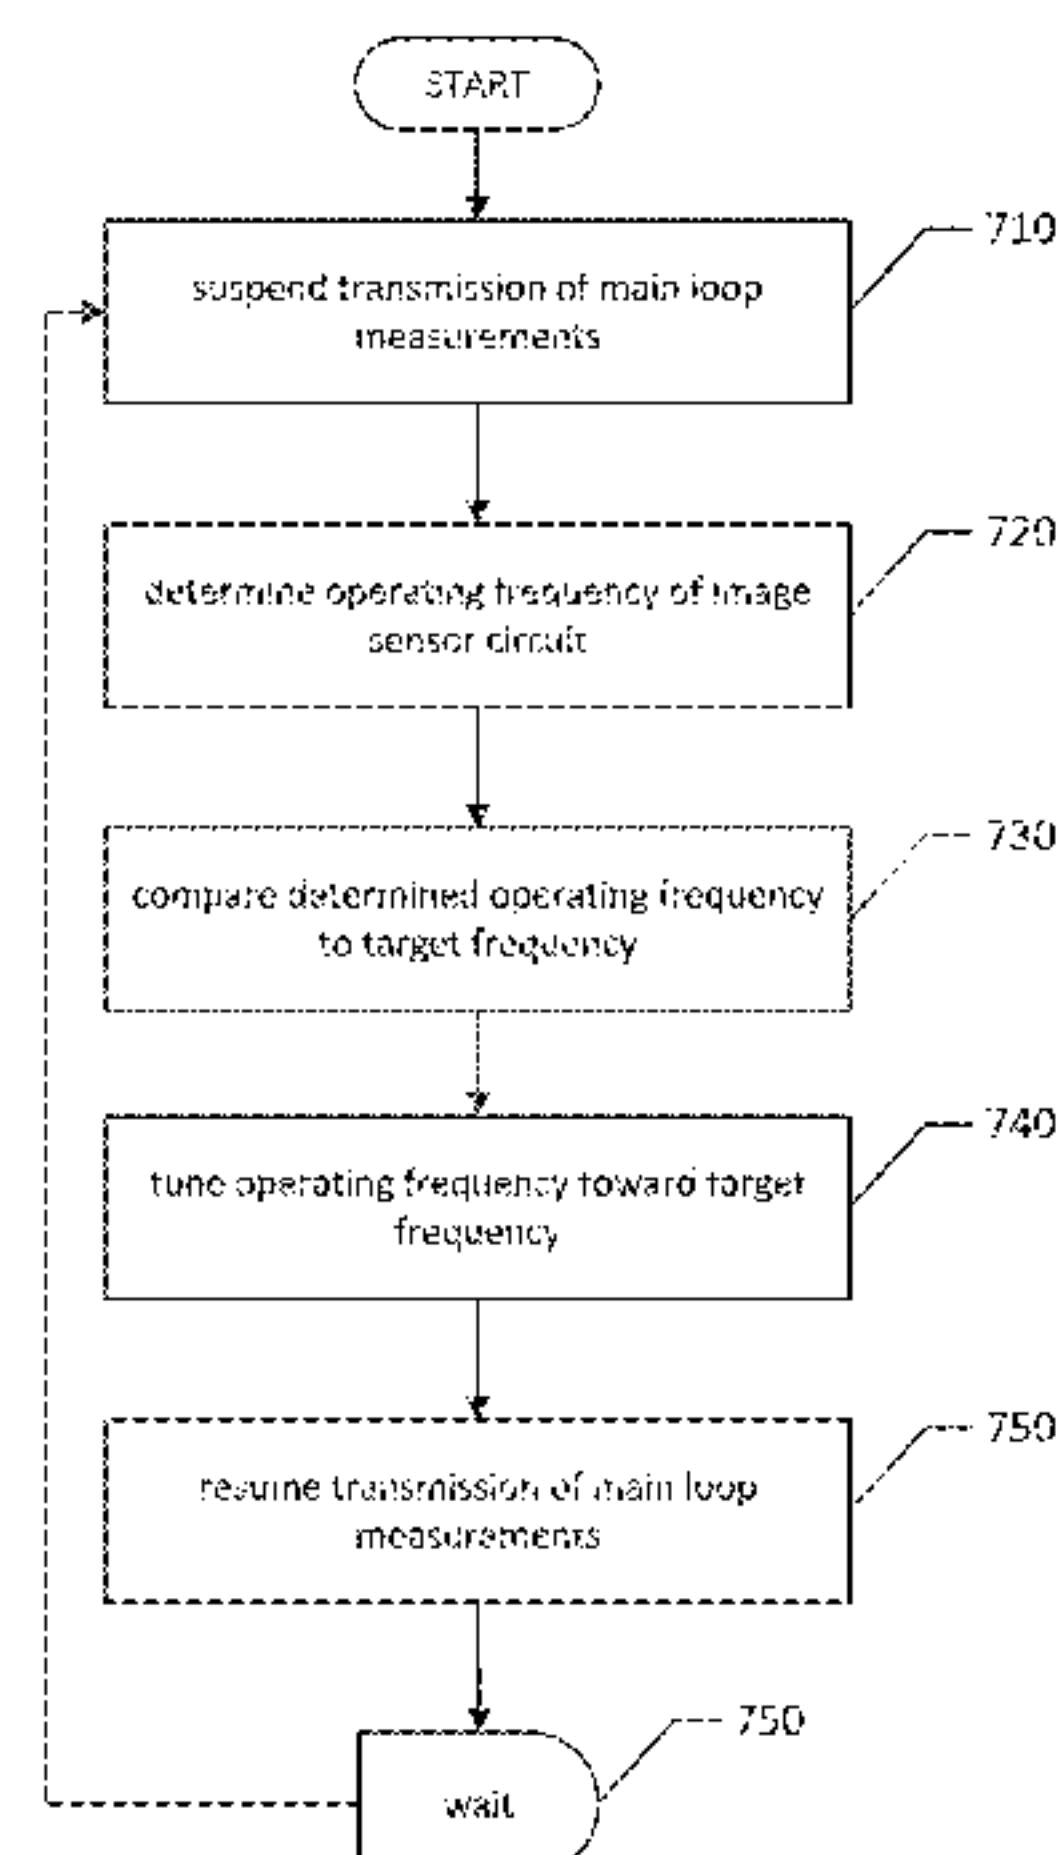 START
710
suspend transmission of main loop
measurements
720
determine operating frequency of image
sensor circuit
730
compare determined operating frequency
to target frequency
740
tune operating frequency toward target
frequency
750
resume transmission of main loop
measurements
750
wait